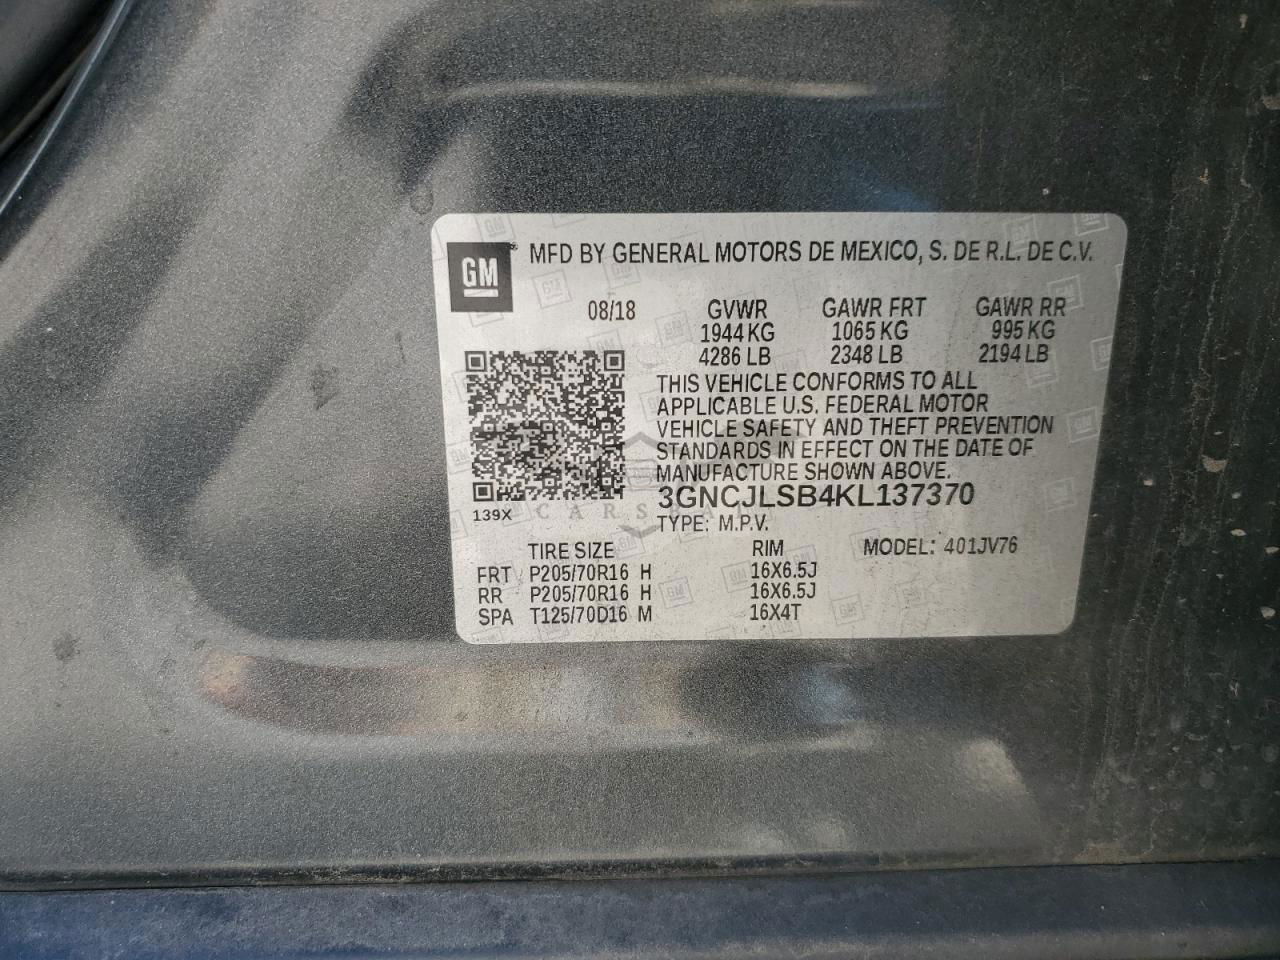 GM® MFD BY GENERAL MOTORS DE MEXICO, S. DE R.L. DE C.V.
08/18 GVWR GAWR FRT GAWR RR
1944 KG 1065 KG 995 KG
4286 LB 2348 LB 2194 LB
THIS VEHICLE CONFORMS TO ALL
APPLICABLE U.S. FEDERAL MOTOR
VEHICLE SAFETY AND THEFT PREVENTION
STANDARDS IN EFFECT ON THE DATE OF
MANUFACTURE SHOWN ABOVE.
3GNCJLSB4KL137370
139X
TYPE: M.P.V.
TIRE SIZE RIM MODEL: 401JV76
FRT P205/70R16 H 16X6.5J
RR P205/70R16 H 16X6.5J
SPA T125/70D16 M 16X4T